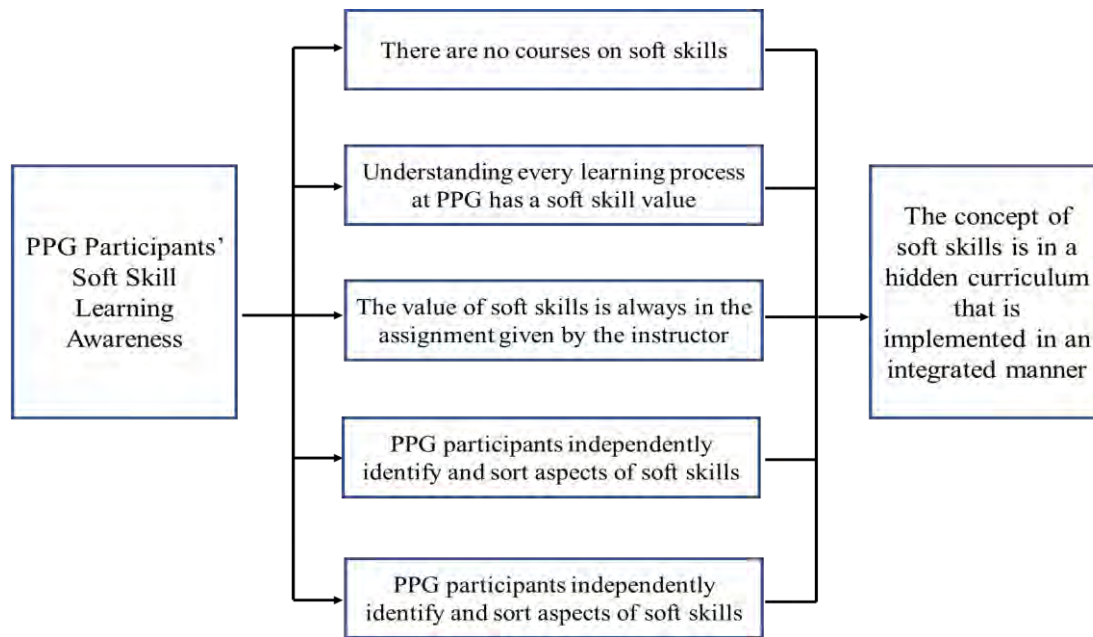 PPG Participants’
Soft Skill
Learning
Awareness
There are no courses on soft skills
Understanding every learning process
at PPG has a soft skill value
The value of soft skills is always in the
assignment given by the instructor
PPG participants independently
identify and sort aspects of soft skills
PPG participants independently
identify and sort aspects of soft skills
The concept of
soft skills is in a
hidden curriculum
that is
implemented in an
integrated manner